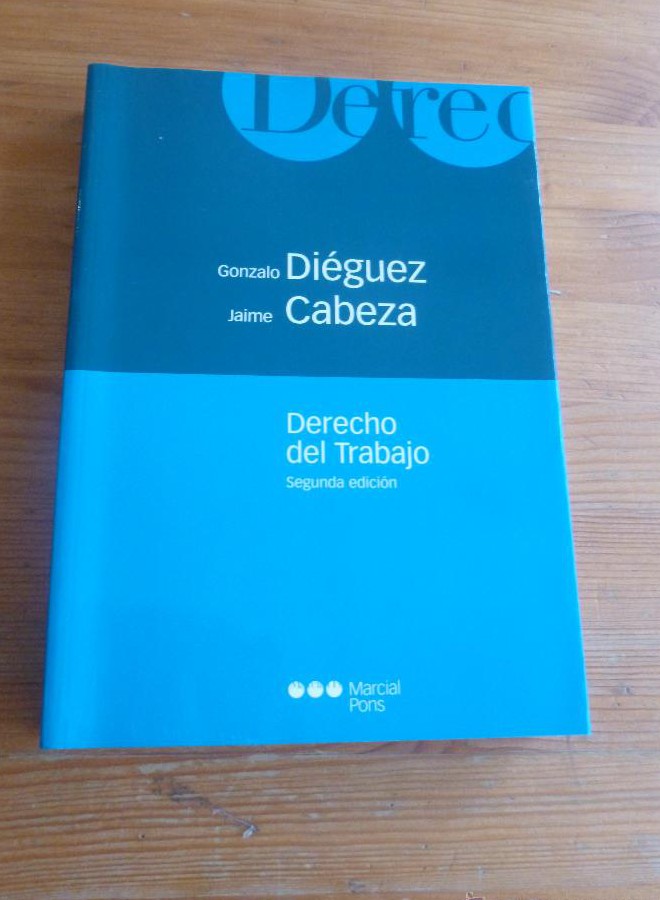 Derec
Gonzalo Diéguez
Jaime Cabeza
Derecho
del Trabajo
Segunda edición
Marcial
Pons